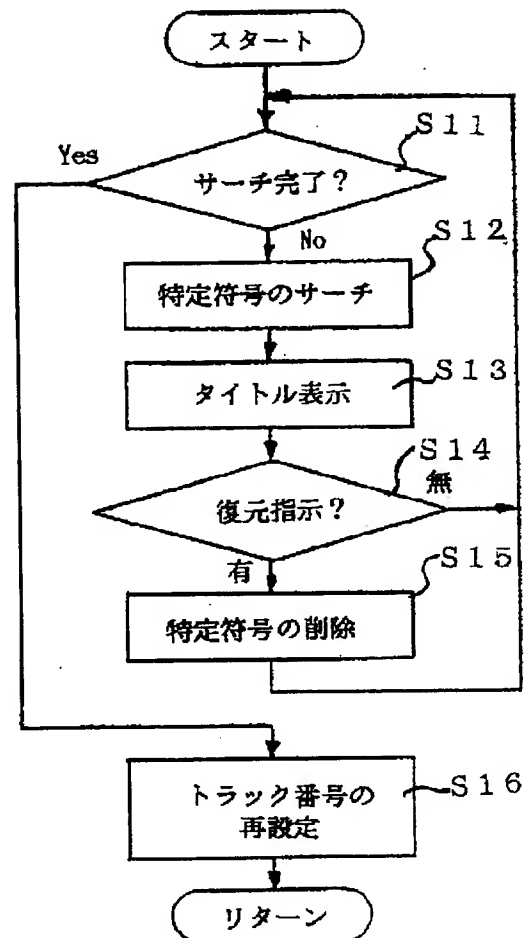 スタート
S11
Yes
サーチ完了?
No
S12
特定符号のサーチ
S13
タイトル表示
S14
無
復元指示?
有
S15
特定符号の削除
トラック番号の
再設定
S16
リターン